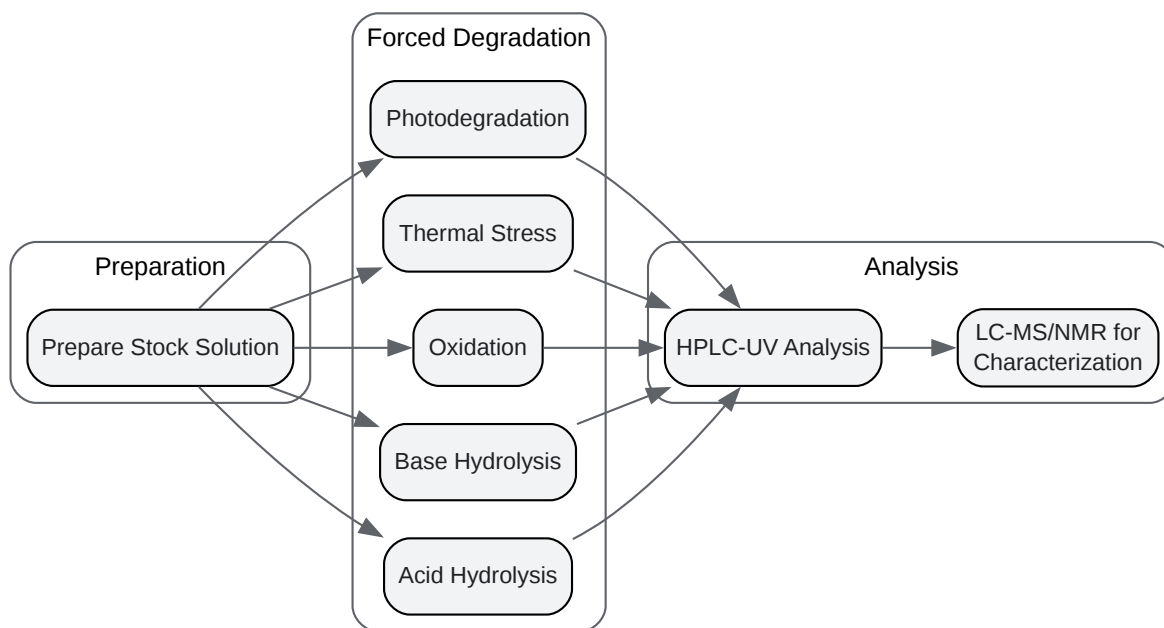 Forced Degradation
Photodegradation
Thermal Stress
Preparation
Analysis
Prepare Stock Solution
Oxidation
HPLC-UV Analysis
LC-MS/NMR for
Characterization
Base Hydrolysis
Acid Hydrolysis